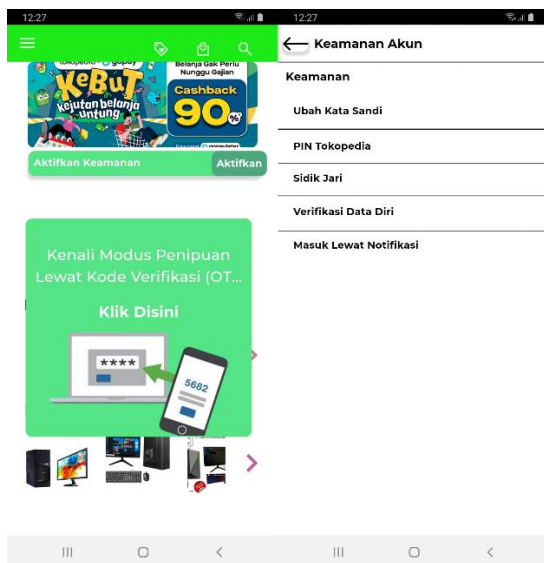 12:27
tokopedia gopay
KeBuT
kejutan belanja
untung
Belanja Gak Perlu
Nunggu Gajian
Cashback
90%
Aktifkan Keamanan
Aktifkan
Kenali Modus Penipuan
Lewat Kode Verifikasi (OT...
Klik Disini
****
5682
12:27
Keamanan Akun
Keamanan
Ubah Kata Sandi
PIN Tokopedia
Sidik Jari
Verifikasi Data Diri
Masuk Lewat Notifikasi